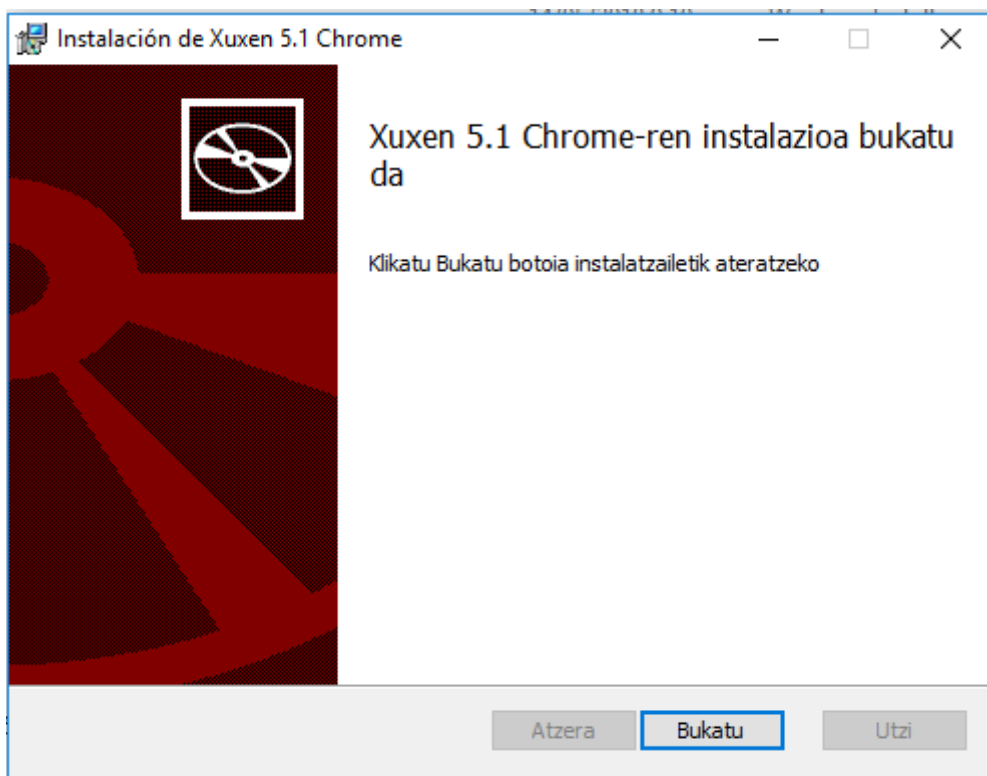 Instalación de Xuxen 5.1 Chrome
Xuxen 5.1 Chrome-ren instalazioa bukatu
da
Klikatu Bukatu botoia instalatzailetik ateratzeko
Atzera
Bukatu
Utzi